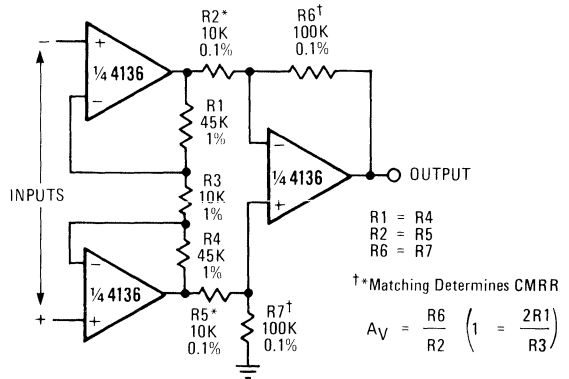 R2*
10K
0.1%
R6†
100K
0.1%
−
+
¼ 4136
−
R1
45K
1%
INPUTS
R3
10K
1%
−
¼ 4136
+
OUTPUT
R4
45K
1%
−
¼ 4136
+
+
R5*
10K
0.1%
R7†
100K
0.1%
R1 = R4
R2 = R5
R6 = R7
†*Matching Determines CMRR
AV = R6/R2 (1 = 2R1/R3)